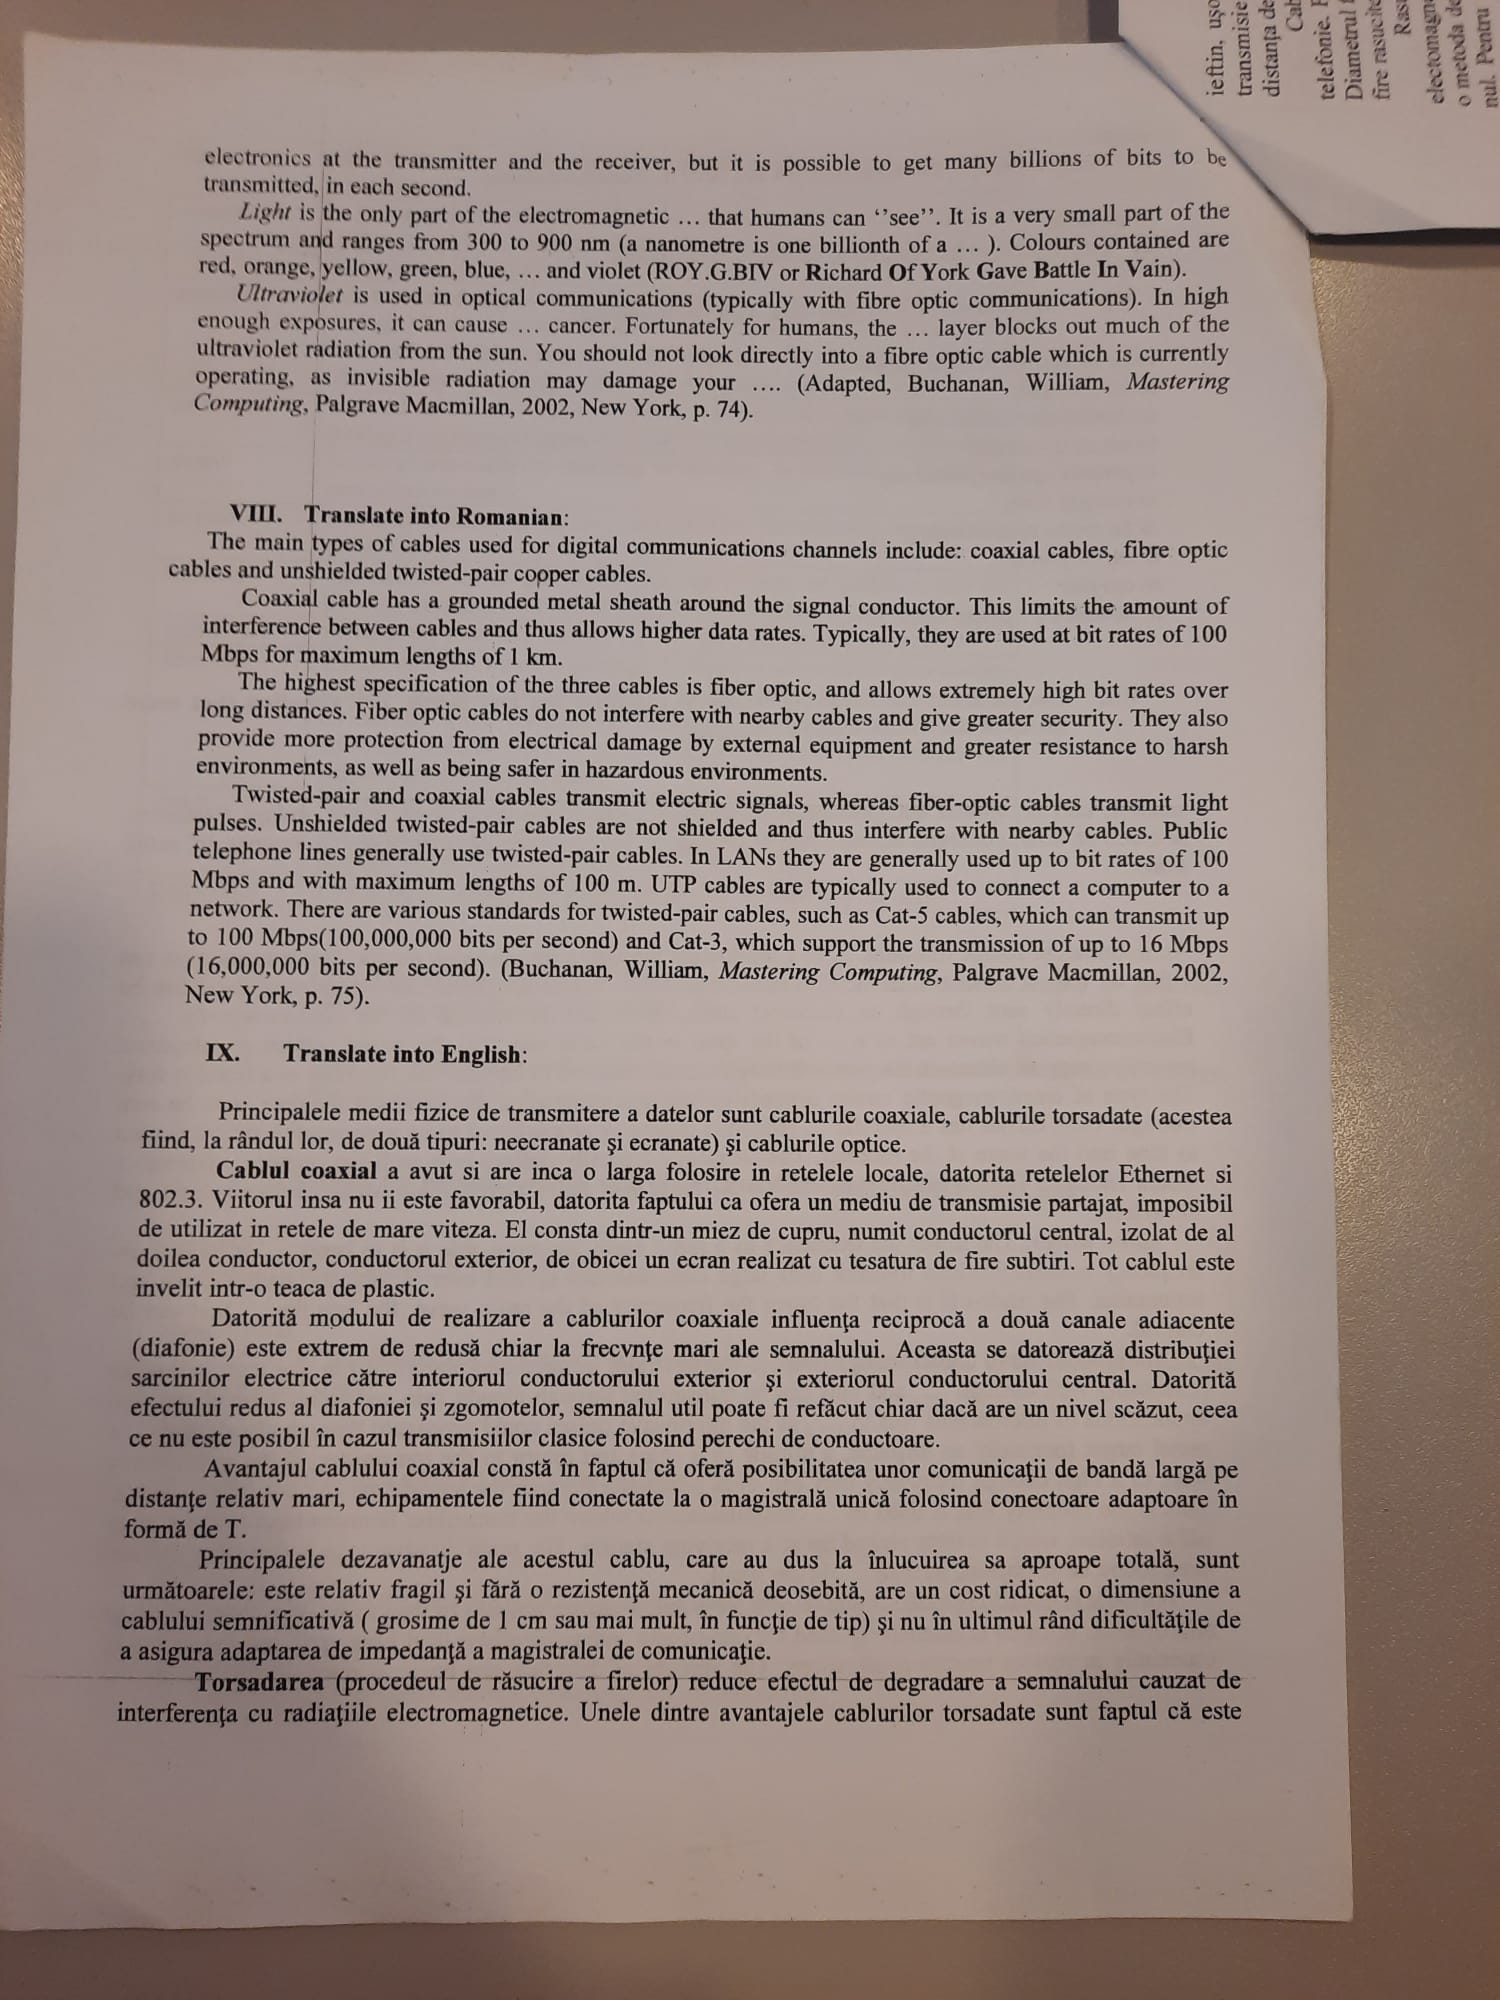 electronics at the transmitter and the receiver, but it is possible to get many billions of bits to be
transmitted, in each second.
Light is the only part of the electromagnetic … that humans can ‘’see’’. It is a very small part of the
spectrum and ranges from 300 to 900 nm (a nanometre is one billionth of a … ). Colours contained are
red, orange, yellow, green, blue, … and violet (ROY.G.BIV or Richard Of York Gave Battle In Vain).
Ultraviolet is used in optical communications (typically with fibre optic communications). In high
enough exposures, it can cause … cancer. Fortunately for humans, the … layer blocks out much of the
ultraviolet radiation from the sun. You should not look directly into a fibre optic cable which is currently
operating, as invisible radiation may damage your …. (Adapted, Buchanan, William, Mastering
Computing, Palgrave Macmillan, 2002, New York, p. 74).
VIII. Translate into Romanian:
The main types of cables used for digital communications channels include: coaxial cables, fibre optic
cables and unshielded twisted-pair copper cables.
Coaxial cable has a grounded metal sheath around the signal conductor. This limits the amount of
interference between cables and thus allows higher data rates. Typically, they are used at bit rates of 100
Mbps for maximum lengths of 1 km.
The highest specification of the three cables is fiber optic, and allows extremely high bit rates over
long distances. Fiber optic cables do not interfere with nearby cables and give greater security. They also
provide more protection from electrical damage by external equipment and greater resistance to harsh
environments, as well as being safer in hazardous environments.
Twisted-pair and coaxial cables transmit electric signals, whereas fiber-optic cables transmit light
pulses. Unshielded twisted-pair cables are not shielded and thus interfere with nearby cables. Public
telephone lines generally use twisted-pair cables. In LANs they are generally used up to bit rates of 100
Mbps and with maximum lengths of 100 m. UTP cables are typically used to connect a computer to a
network. There are various standards for twisted-pair cables, such as Cat-5 cables, which can transmit up
to 100 Mbps(100,000,000 bits per second) and Cat-3, which support the transmission of up to 16 Mbps
(16,000,000 bits per second). (Buchanan, William, Mastering Computing, Palgrave Macmillan, 2002,
New York, p. 75).
IX. Translate into English:
Principalele medii fizice de transmitere a datelor sunt cablurile coaxiale, cablurile torsadate (acestea
fiind, la rândul lor, de două tipuri: neecranate şi ecranate) şi cablurile optice.
Cablul coaxial a avut si are inca o larga folosire in retelele locale, datorita retelelor Ethernet si
802.3. Viitorul insa nu ii este favorabil, datorita faptului ca ofera un mediu de transmisie partajat, imposibil
de utilizat in retele de mare viteza. El consta dintr-un miez de cupru, numit conductorul central, izolat de al
doilea conductor, conductorul exterior, de obicei un ecran realizat cu tesatura de fire subtiri. Tot cablul este
invelit intr-o teaca de plastic.
Datorită modului de realizare a cablurilor coaxiale influenţa reciprocă a două canale adiacente
(diafonie) este extrem de redusă chiar la frecvnţe mari ale semnalului. Aceasta se datorează distribuţiei
sarcinilor electrice către interiorul conductorului exterior şi exteriorul conductorului central. Datorită
efectului redus al diafoniei şi zgomotelor, semnalul util poate fi refăcut chiar dacă are un nivel scăzut, ceea
ce nu este posibil în cazul transmisiilor clasice folosind perechi de conductoare.
Avantajul cablului coaxial constă în faptul că oferă posibilitatea unor comunicaţii de bandă largă pe
distanţe relativ mari, echipamentele fiind conectate la o magistrală unică folosind conectoare adaptoare în
formă de T.
Principalele dezavanatje ale acestul cablu, care au dus la înlucuirea sa aproape totală, sunt
următoarele: este relativ fragil şi fără o rezistenţă mecanică deosebită, are un cost ridicat, o dimensiune a
cablului semnificativă ( grosime de 1 cm sau mai mult, în funcţie de tip) şi nu în ultimul rând dificultăţile de
a asigura adaptarea de impedanţă a magistralei de comunicaţie.
Torsadarea (procedeul de răsucire a firelor) reduce efectul de degradare a semnalului cauzat de
interferenţa cu radiaţiile electromagnetice. Unele dintre avantajele cablurilor torsadate sunt faptul că este
ieftin, uşo
transmisie
distanţa de
telefonie.
Diametrul
fire rasucite
electomagn
o metoda de
nul. Pentru